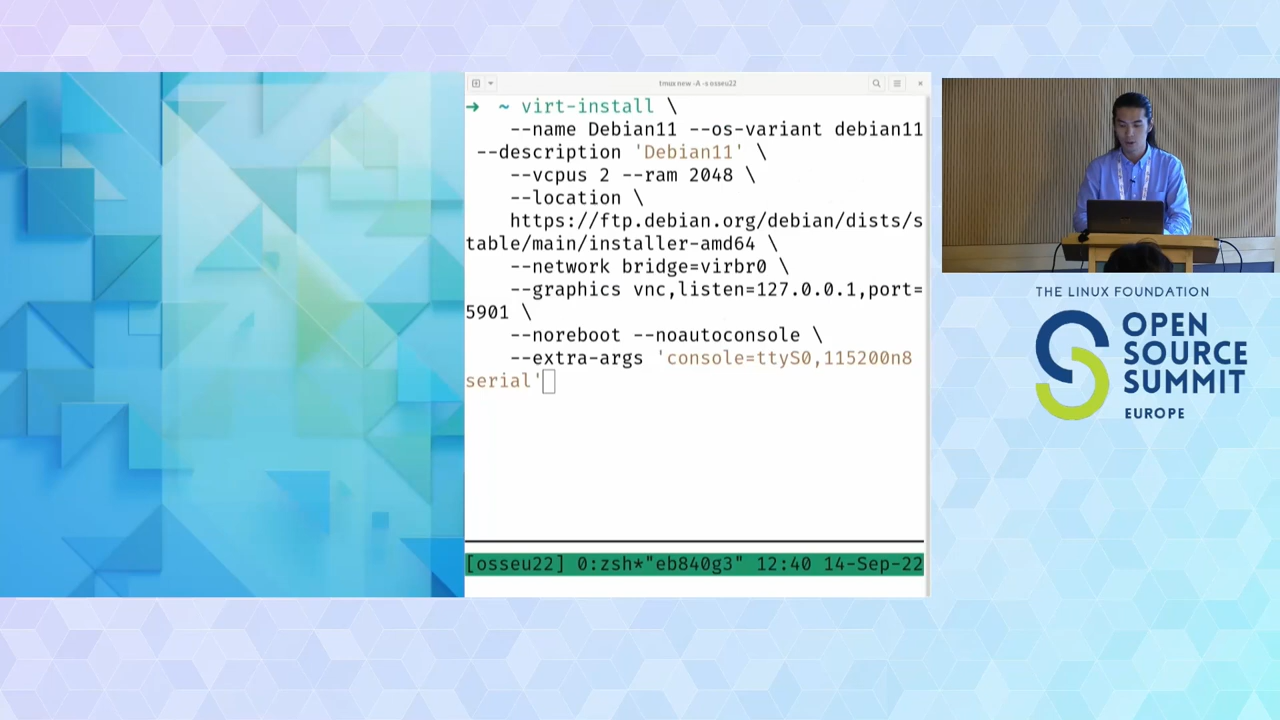 tmux new -A -s osseu22
→ ~ virt-install \
--name Debian11 --os-variant debian11
--description 'Debian11' \
--vcpus 2 --ram 2048 \
--location \
https://ftp.debian.org/debian/dists/s
table/main/installer-amd64 \
--network bridge=virbr0 \
--graphics vnc,listen=127.0.0.1,port=
5901 \
--noreboot --noautoconsole \
--extra-args 'console=ttyS0,115200n8
serial'
[osseu22] 0:zsh*"eb840g3" 12:40 14-Sep-22
THE LINUX FOUNDATION
OPEN
SOURCE
SUMMIT
EUROPE